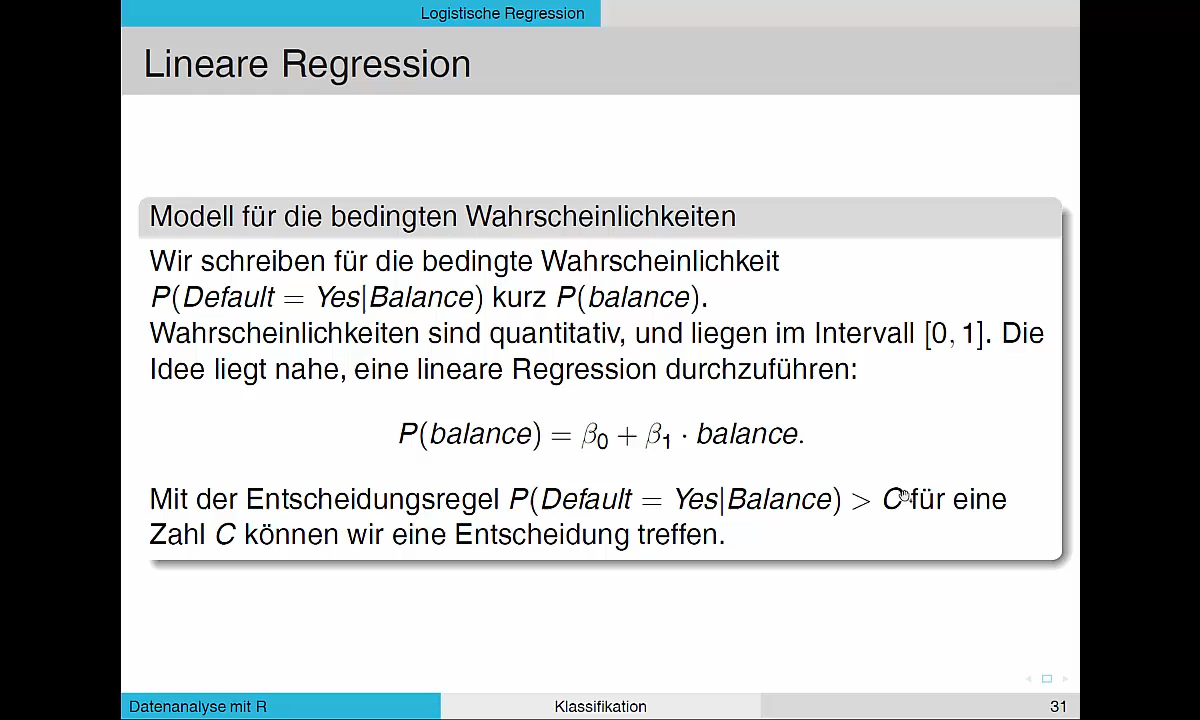 Logistische Regression
Lineare Regression
Modell für die bedingten Wahrscheinlichkeiten
Wir schreiben für die bedingte Wahrscheinlichkeit
P(Default = Yes|Balance) kurz P(balance).
Wahrscheinlichkeiten sind quantitativ, und liegen im Intervall [0, 1]. Die
Idee liegt nahe, eine lineare Regression durchzuführen:
P(balance) = β₀ + β₁ · balance.
Mit der Entscheidungsregel P(Default = Yes|Balance) > C für eine
Zahl C können wir eine Entscheidung treffen.
Datenanalyse mit R
Klassifikation
31